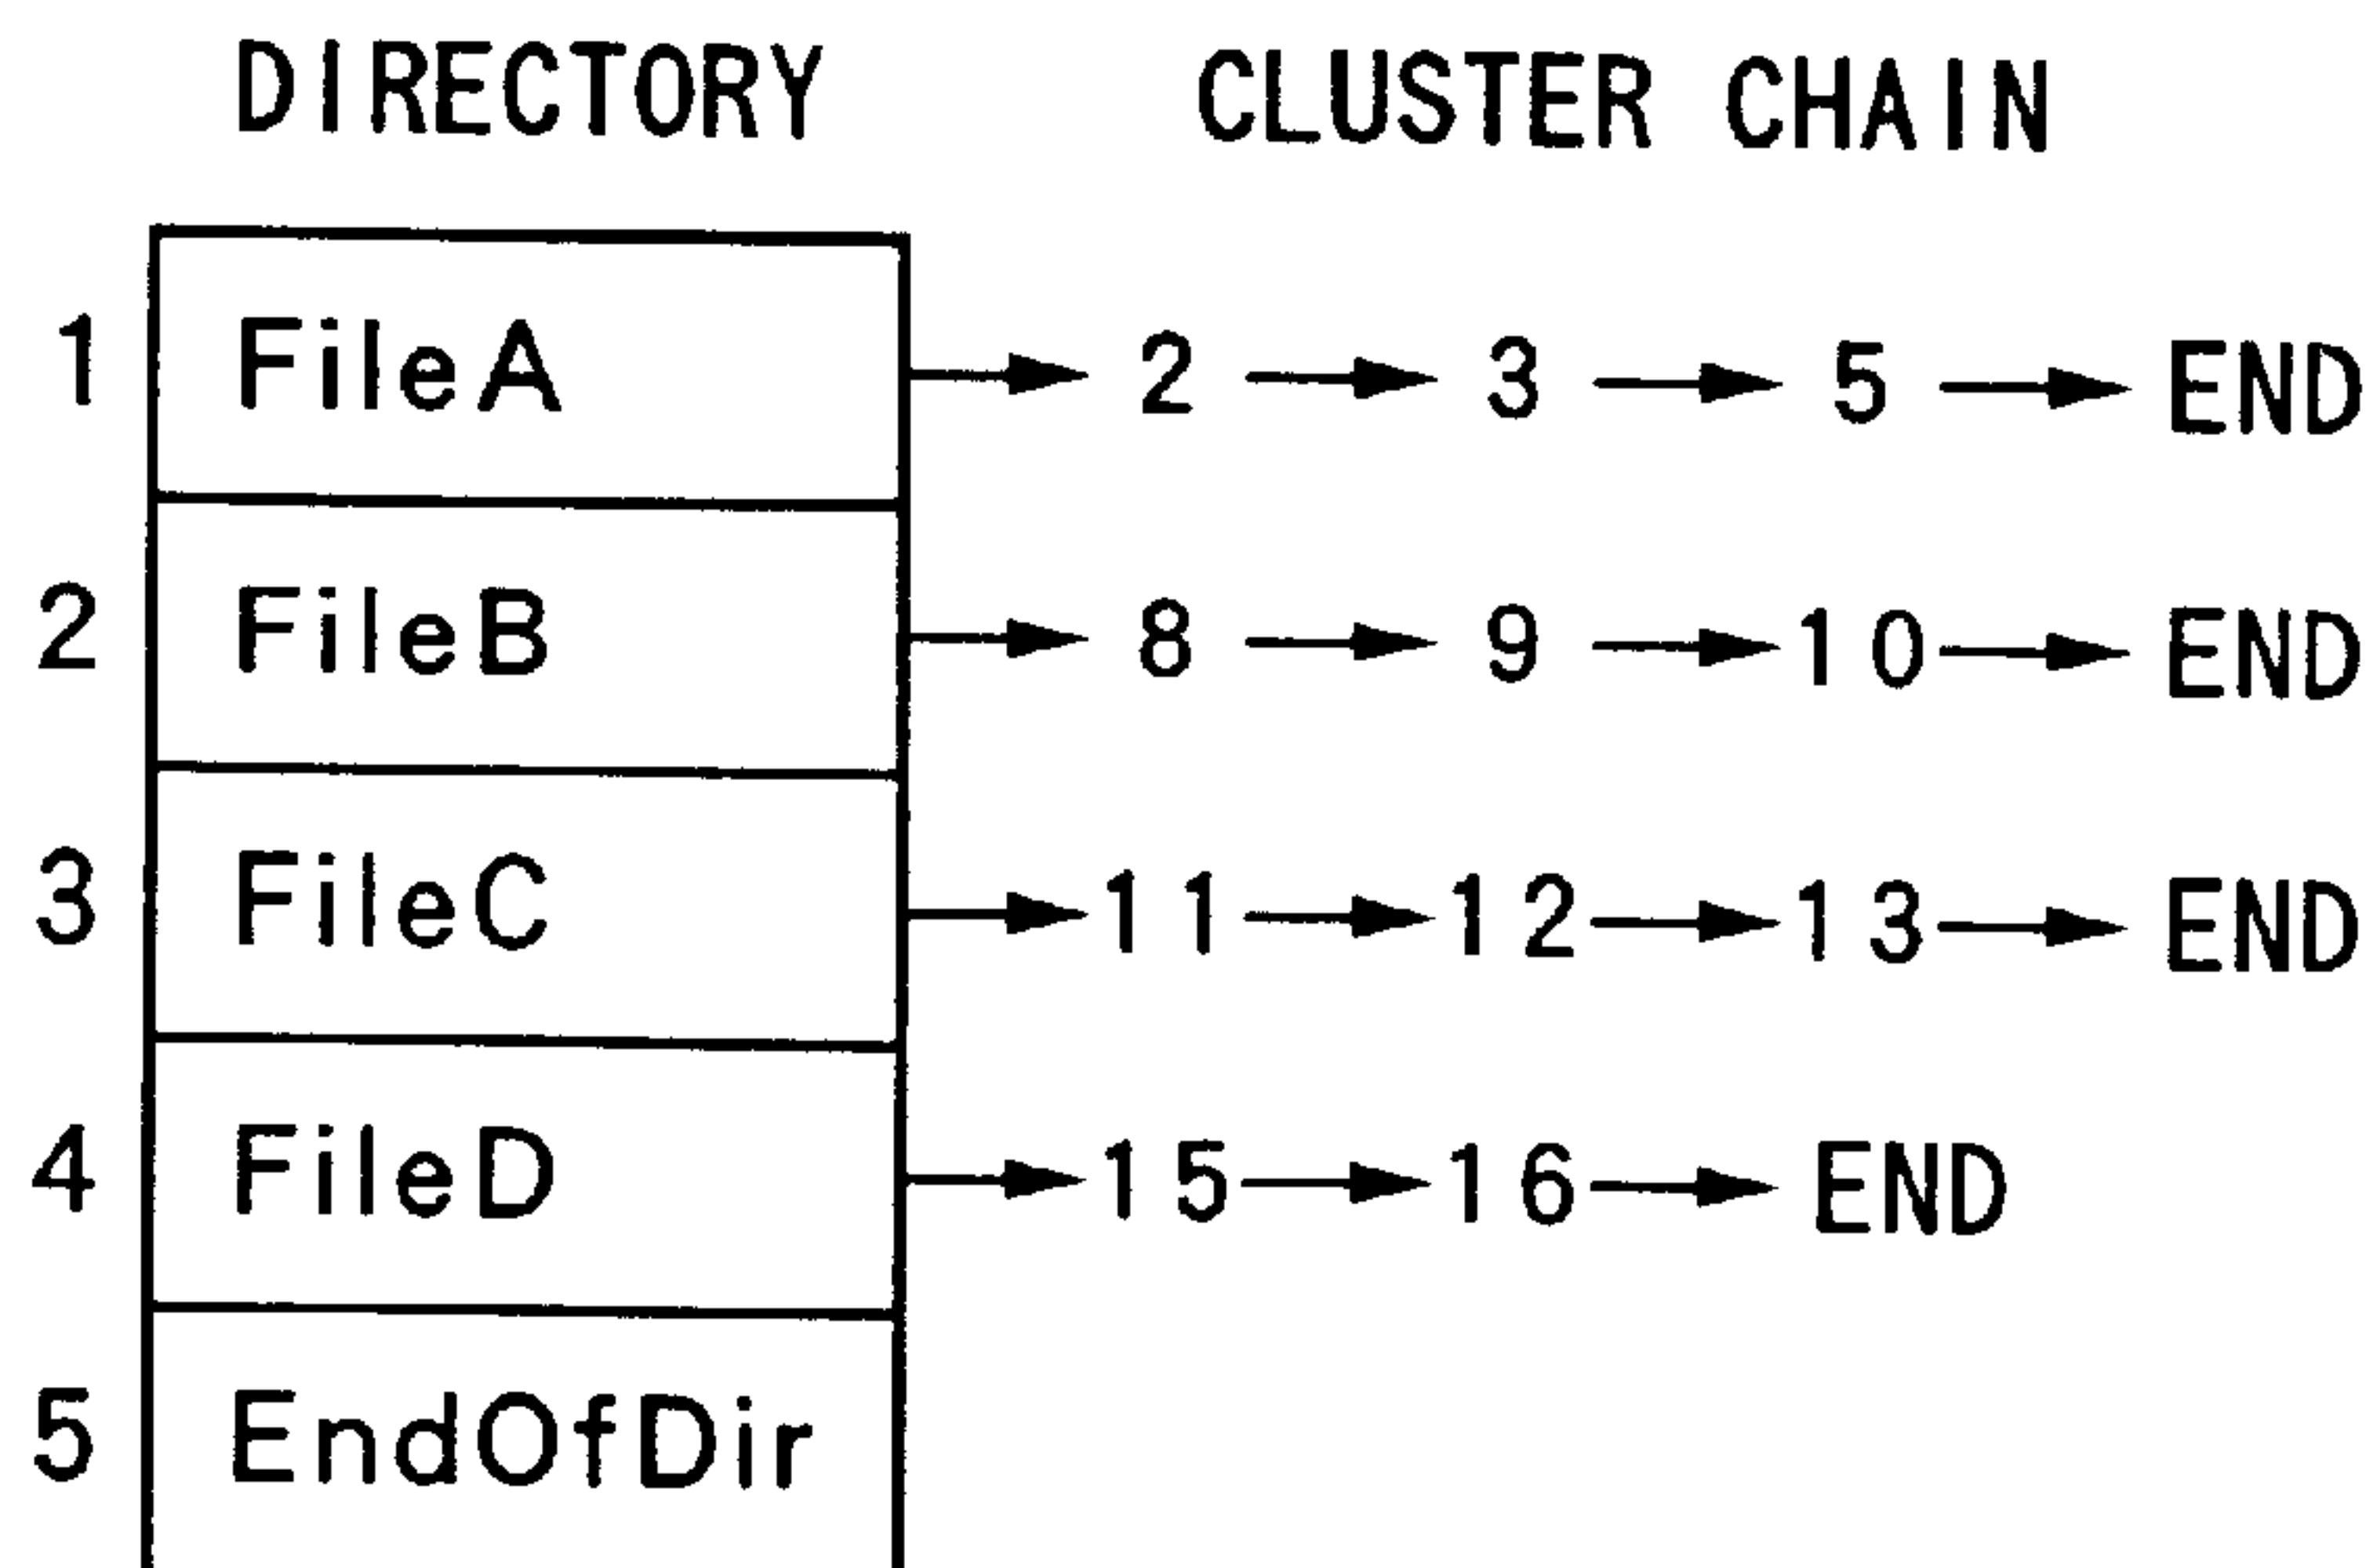 DIRECTORY CLUSTER CHAIN
1 FileA 2 3 5 END
2 FileB 8 9 10 END
3 FileC 11 12 13 END
4 FileD 15 16 END
5 EndOfDir